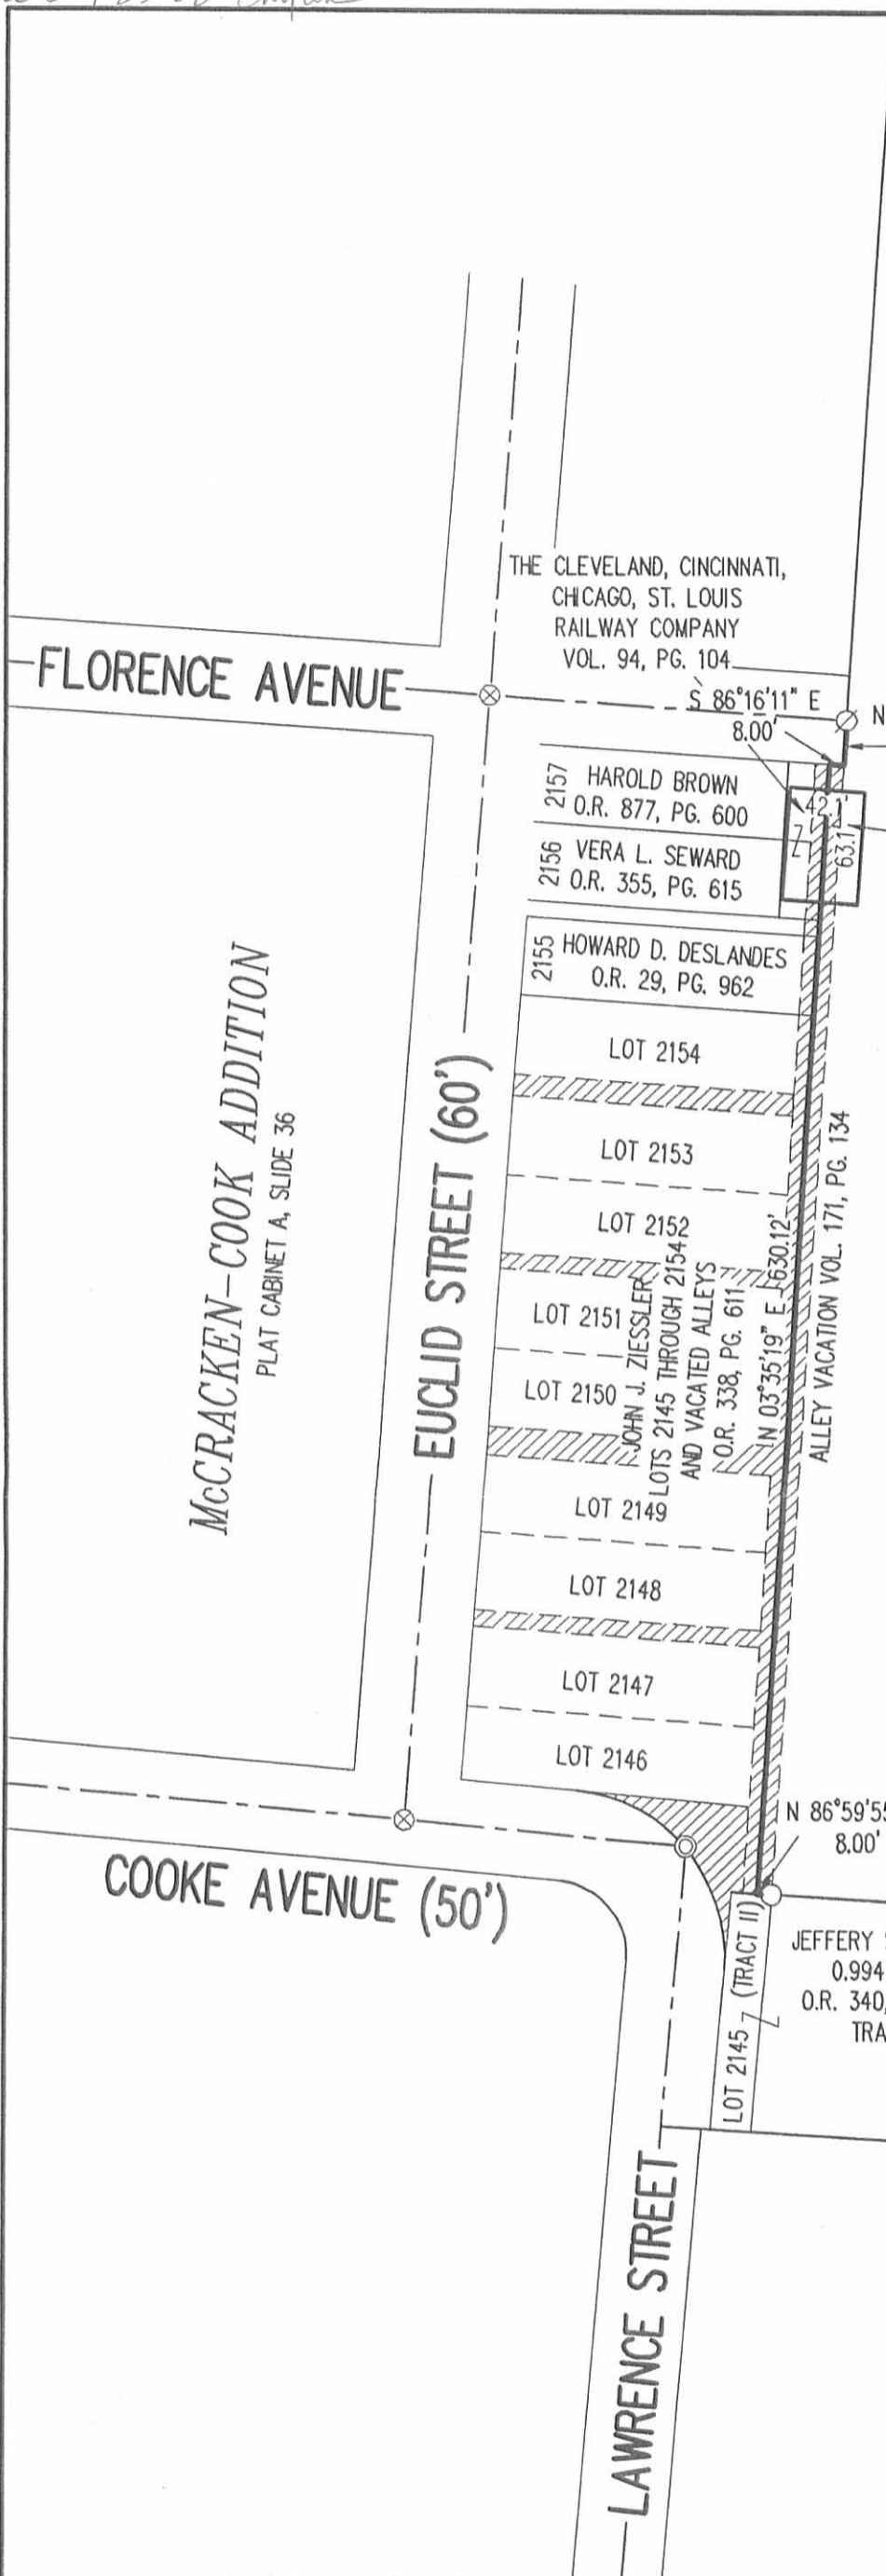 THE CLEVELAND, CINCINNATI,
CHICAGO, ST. LOUIS
RAILWAY COMPANY
VOL. 94, PG. 104
FLORENCE AVENUE
S 86°16'11" E
8.00'
N
2157
HAROLD BROWN
O.R. 877, PG. 600
42.1'
63.1'
2156
VERA L. SEWARD
O.R. 355, PG. 615
2155
HOWARD D. DESLANDES
O.R. 29, PG. 962
McCRACKEN-COOK ADDITION
PLAT CABINET A, SLIDE 36
EUCLID STREET (60')
LOT 2154
LOT 2153
LOT 2152
LOT 2151
LOT 2150
JOHN J. ZIESSLER
LOTS 2145 THROUGH 2154
AND VACATED ALLEYS
O.R. 338, PG. 611
N 03°35'19" E 630.12'
ALLEY VACATION VOL. 171, PG. 134
LOT 2149
LOT 2148
LOT 2147
LOT 2146
N 86°59'55
8.00'
COOKE AVENUE (50')
LOT 2145 (TRACT II)
JEFFERY
0.994
O.R. 340,
TRA
LAWRENCE STREET